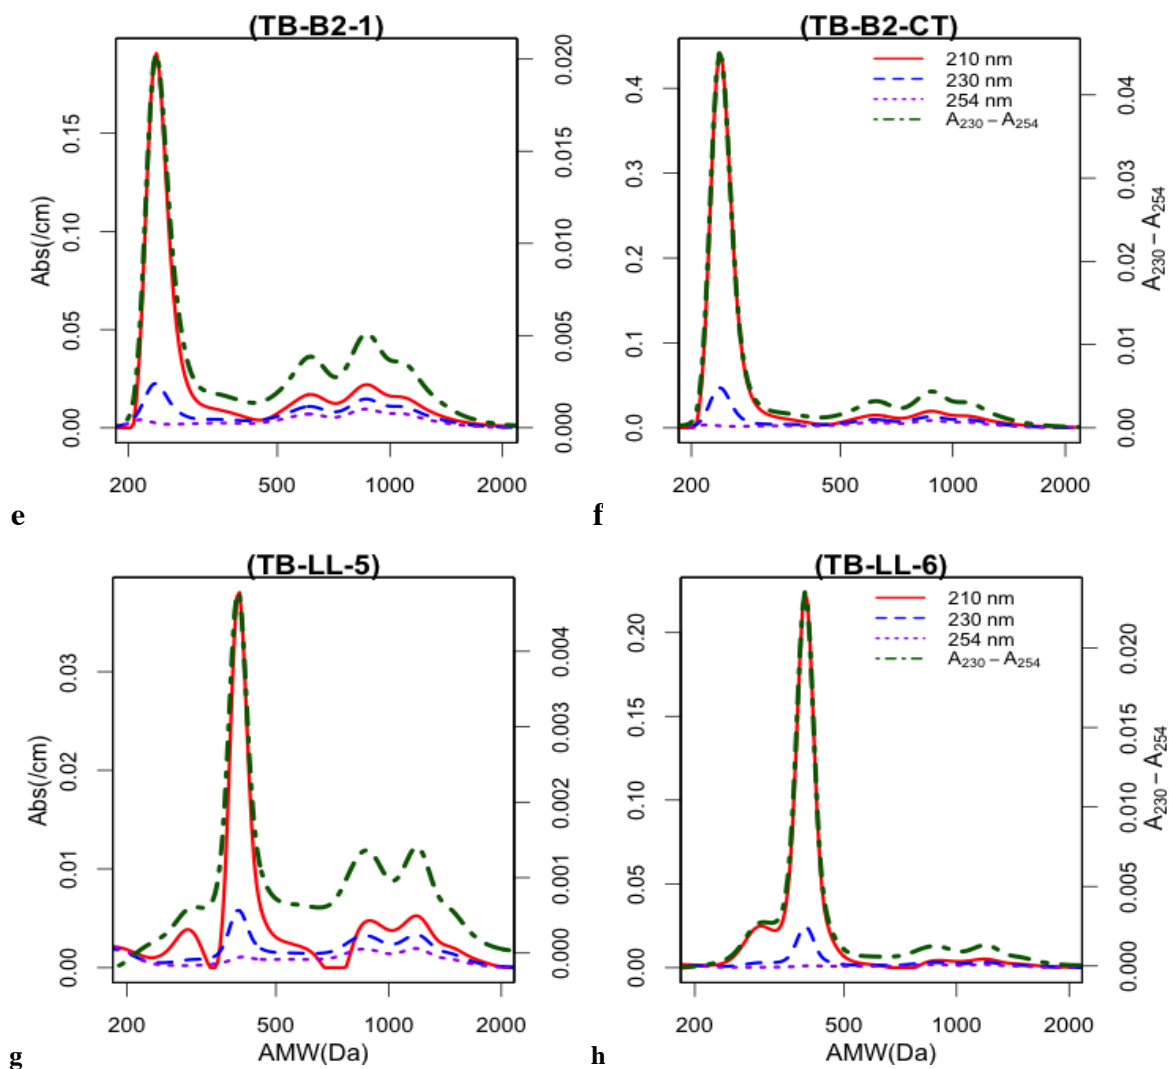 (TB-B2-1)
Abs(/cm)
0.00
0.05
0.10
0.15
0.000
0.005
0.010
0.015
0.020
200
500
1000
2000
e
(TB-B2-CT)
210 nm
230 nm
254 nm
A230 – A254
0.0
0.1
0.2
0.3
0.4
0.00
0.01
0.02
0.03
0.04
A230 – A254
200
500
1000
2000
f
(TB-LL-5)
Abs(/cm)
0.00
0.01
0.02
0.03
0.000
0.001
0.002
0.003
0.004
200
500
1000
2000
AMW(Da)
g
(TB-LL-6)
210 nm
230 nm
254 nm
A230 – A254
0.00
0.05
0.10
0.15
0.20
0.000
0.005
0.010
0.015
0.020
A230 – A254
200
500
1000
2000
AMW(Da)
h